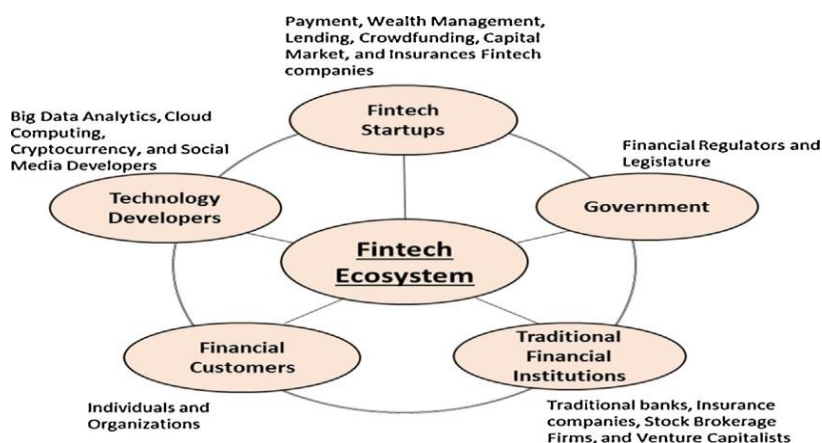 Payment, Wealth Management,
Lending, Crowdfunding, Capital
Market, and Insurances Fintech
companies
Fintech
Startups
Big Data Analytics, Cloud
Computing,
Cryptocurrency, and Social
Media Developers
Technology
Developers
Financial Regulators and
Legislature
Government
Fintech
Ecosystem
Financial
Customers
Individuals and
Organizations
Traditional
Financial
Institutions
Traditional banks, Insurance
companies, Stock Brokerage
Firms, and Venture Capitalists